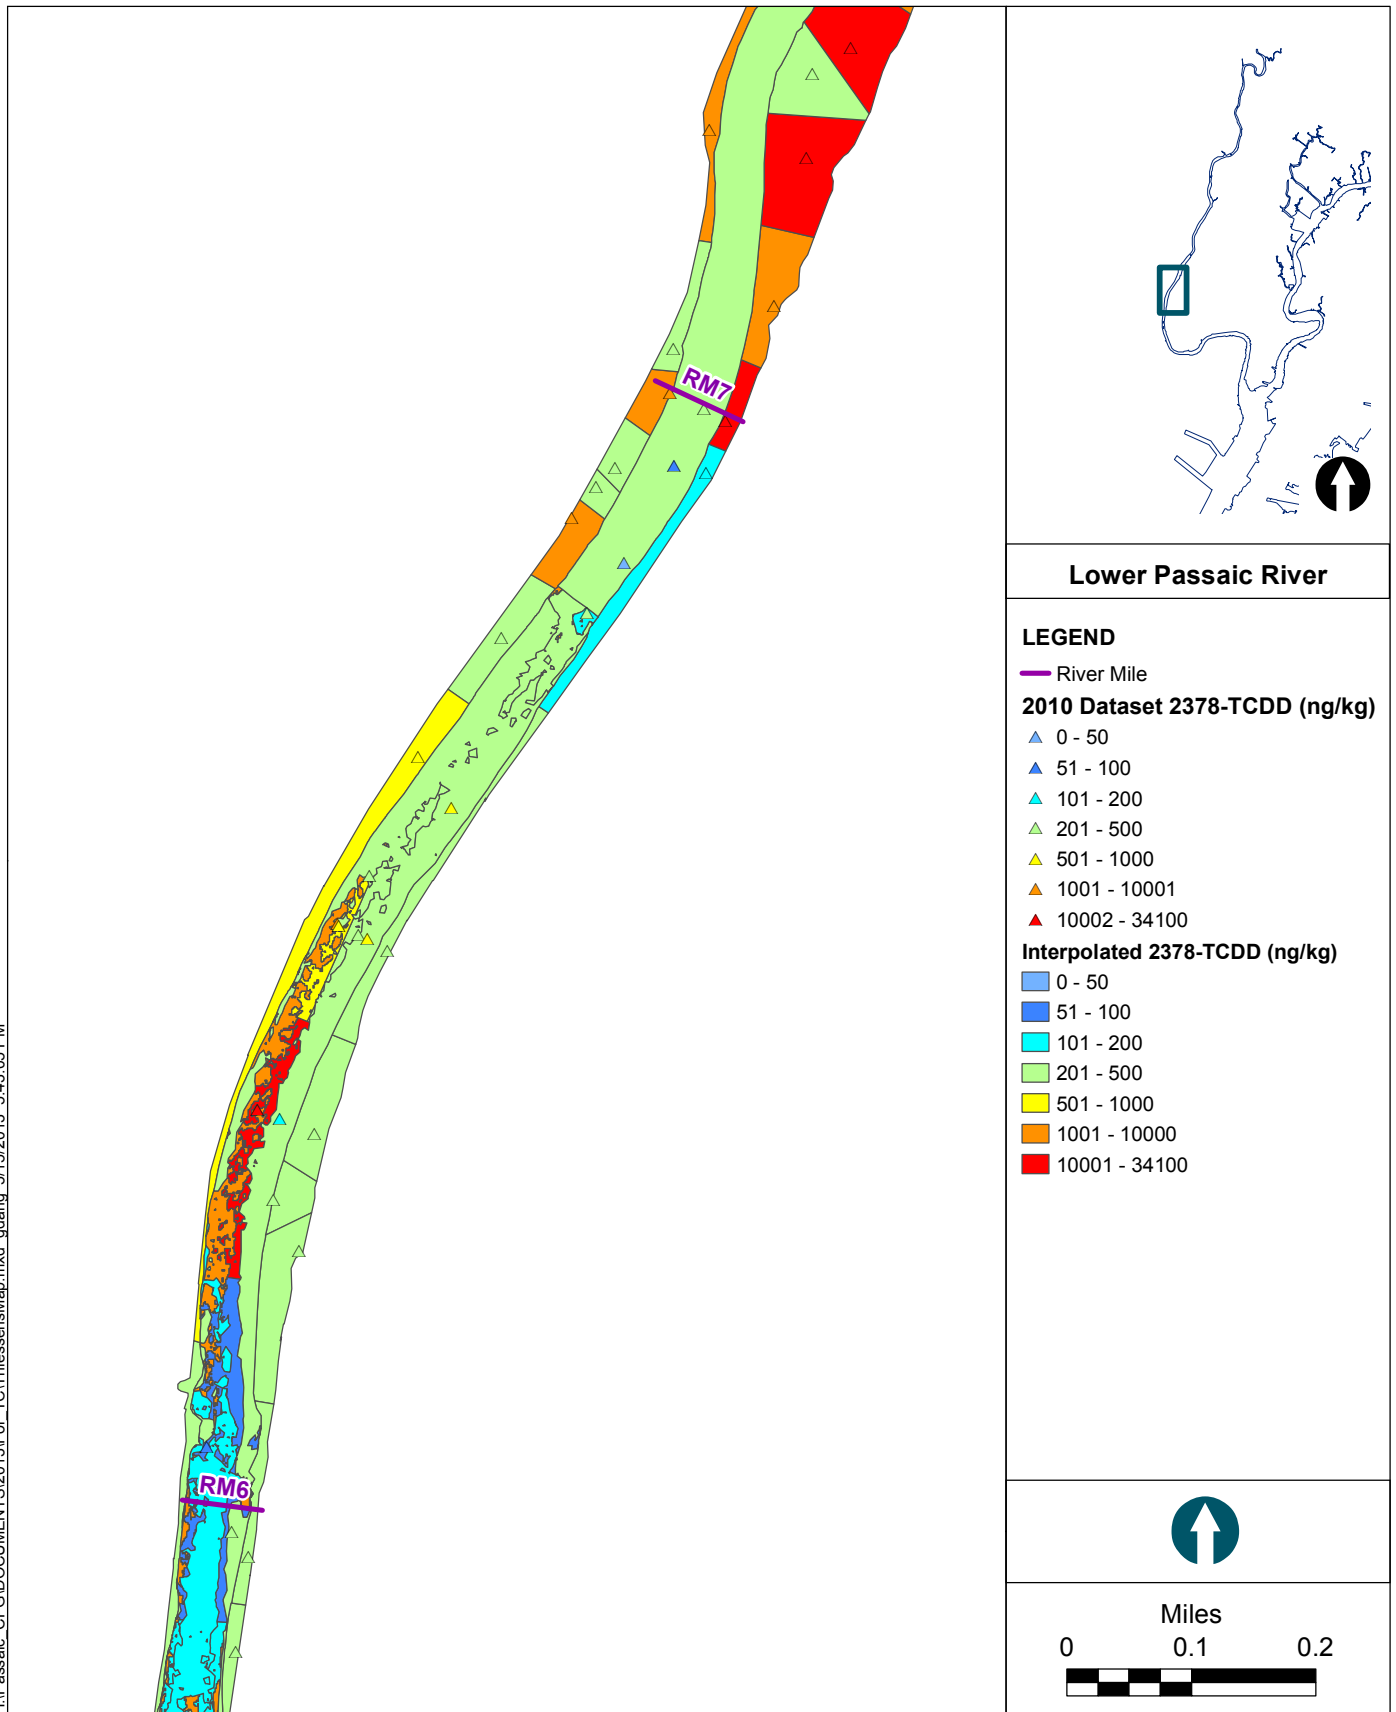 RM7
RM6
Lower Passaic River
LEGEND
River Mile
2010 Dataset 2378-TCDD (ng/kg)
0 - 50
51 - 100
101 - 200
201 - 500
501 - 1000
1001 - 10001
10002 - 34100
Interpolated 2378-TCDD (ng/kg)
0 - 50
51 - 100
101 - 200
201 - 500
501 - 1000
1001 - 10000
10001 - 34100
Miles
0 0.1 0.2